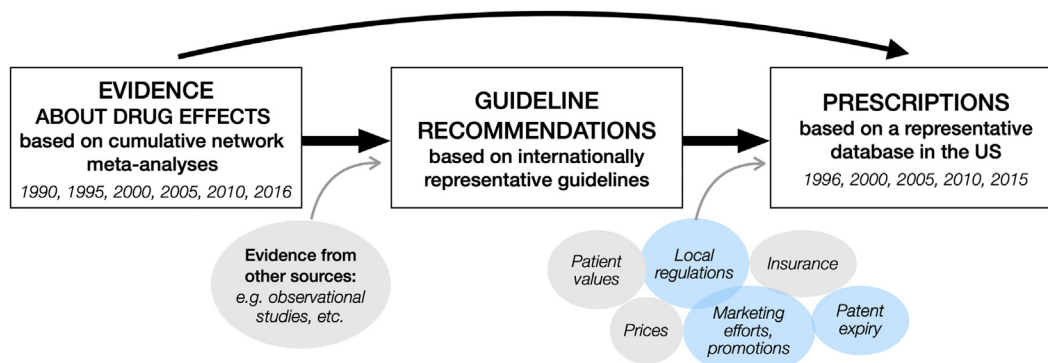 EVIDENCE
ABOUT DRUG EFFECTS
based on cumulative network
meta-analyses
1990, 1995, 2000, 2005, 2010, 2016
GUIDELINE
RECOMMENDATIONS
based on internationally
representative guidelines
PRESCRIPTIONS
based on a representative
database in the US
1996, 2000, 2005, 2010, 2015
Evidence from
other sources:
e.g. observational
studies, etc.
Patient
values
Local
regulations
Insurance
Prices
Marketing
efforts,
promotions
Patent
expiry